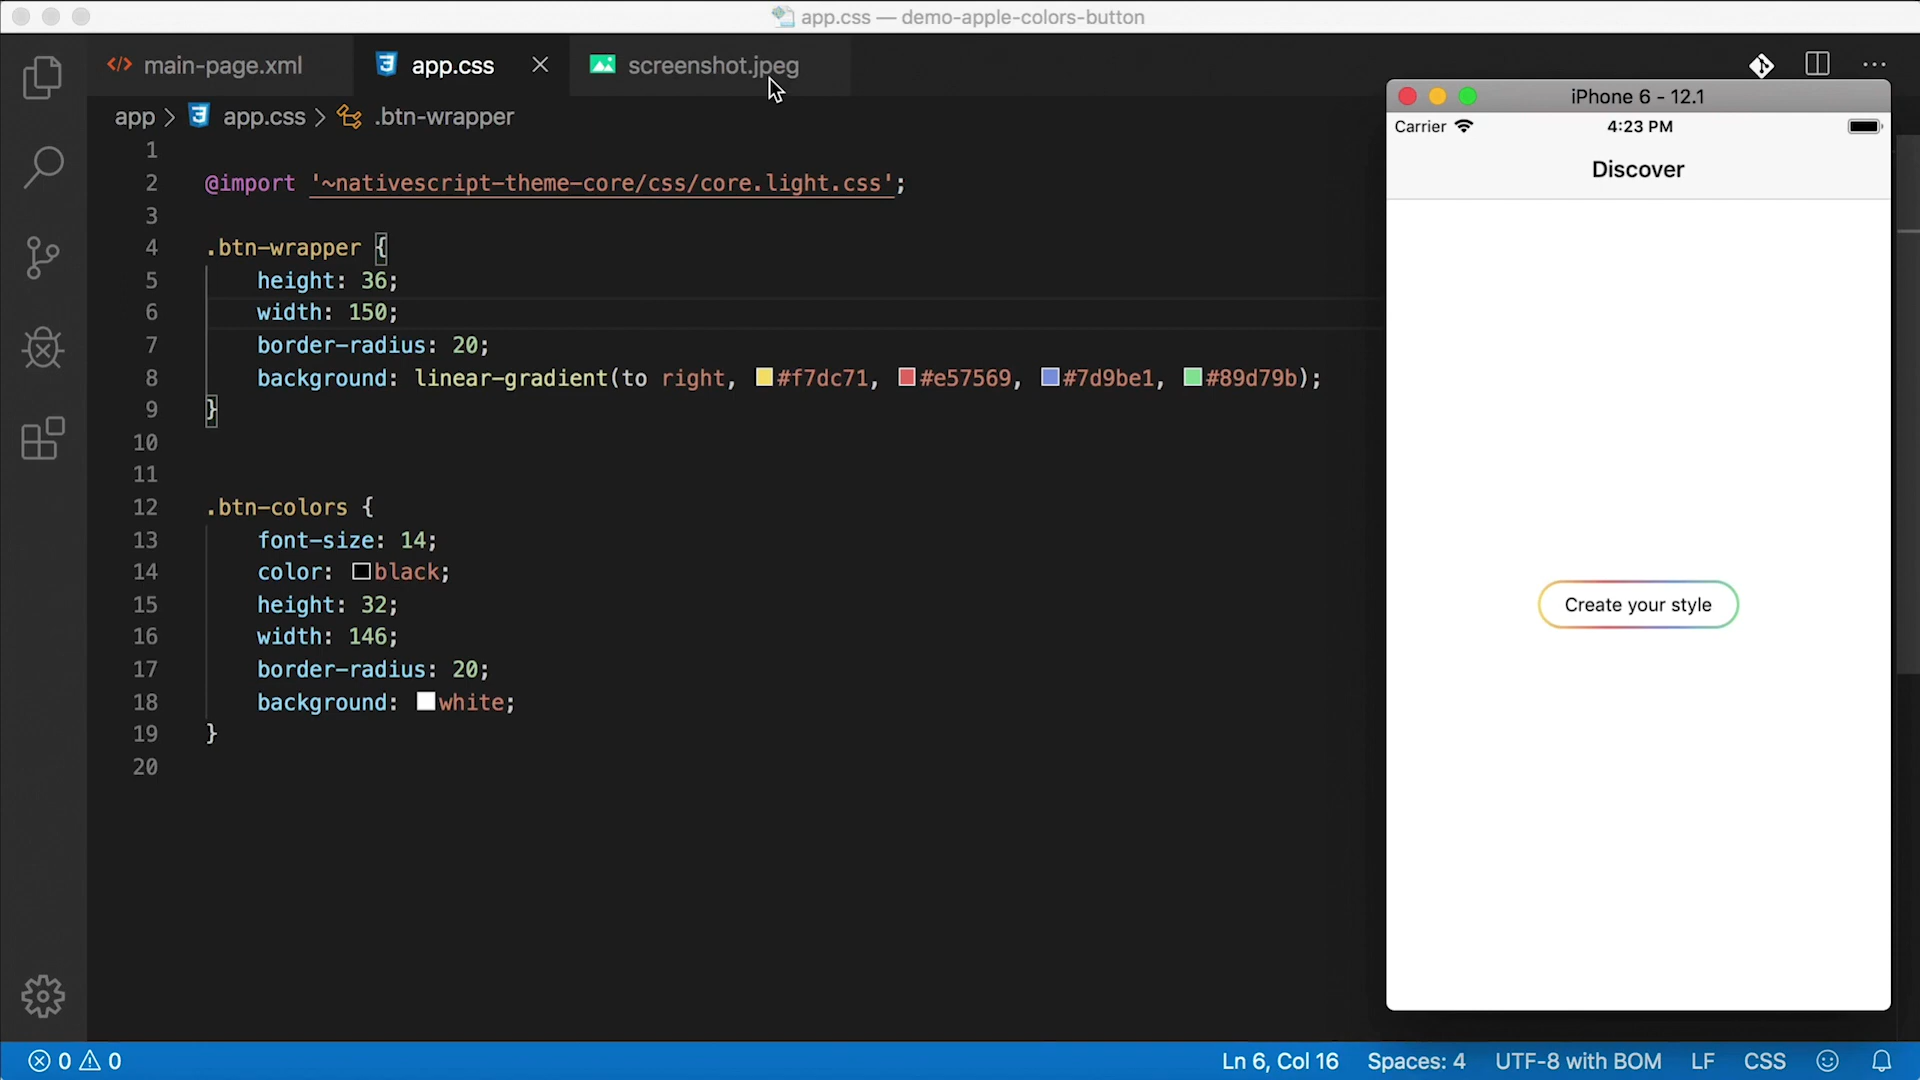 app.css — demo-apple-colors-button
main-page.xml
app.css
screenshot.jpeg
app > app.css > .btn-wrapper
1
2 @import '~nativescript-theme-core/css/core.light.css';
3
4 .btn-wrapper {
5 height: 36;
6 width: 150;
7 border-radius: 20;
8 background: linear-gradient(to right, #f7dc71, #e57569, #7d9be1, #89d79b);
9 }
10
11
12 .btn-colors {
13 font-size: 14;
14 color: black;
15 height: 32;
16 width: 146;
17 border-radius: 20;
18 background: white;
19 }
20
iPhone 6 - 12.1
Carrier 4:23 PM
Discover
Create your style
0 0
Ln 6, Col 16 Spaces: 4 UTF-8 with BOM LF CSS